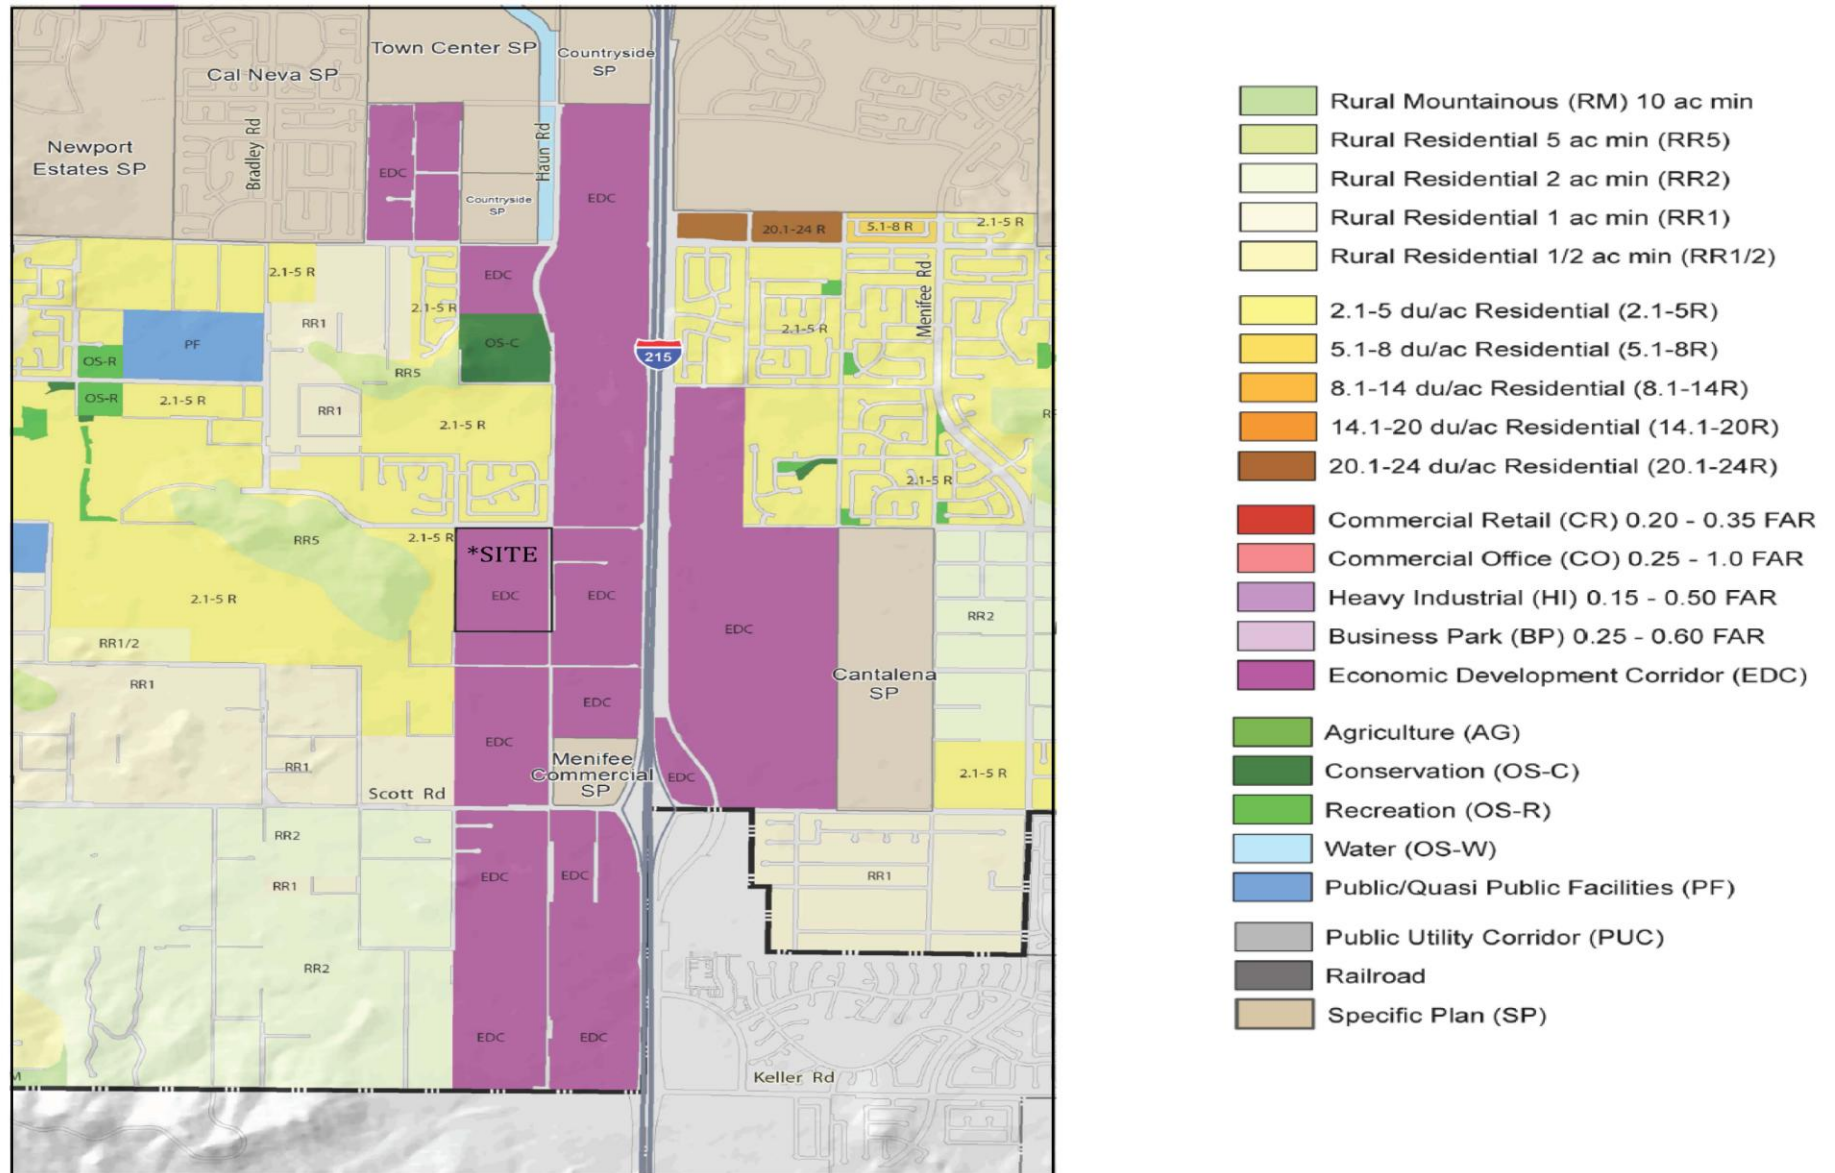 Town Center SP
Countryside
SP
Cal Neva SP
Newport
Estates SP
Bradley Rd
Haun Rd
EDC
EDC
Countryside
SP
20.1-24 R
5.1-8 R
2.1-5 R
2.1-5 R
EDC
Menifee Rd
RR1
2.1-5 R
2.1-5 R
PF
OS-C
215
OS-R
RR5
OS-R
2.1-5 R
RR1
2.1-5 R
2.1-5 R
RR5
2.1-5 R
*SITE
EDC
EDC
2.1-5 R
RR2
EDC
RR1/2
Cantalena
SP
RR1
EDC
EDC
Menifee
Commercial
SP
RR1
EDC
2.1-5 R
Scott Rd
RR2
RR1
EDC
EDC
RR1
RR2
EDC
EDC
Keller Rd
Rural Mountainous (RM) 10 ac min
Rural Residential 5 ac min (RR5)
Rural Residential 2 ac min (RR2)
Rural Residential 1 ac min (RR1)
Rural Residential 1/2 ac min (RR1/2)
2.1-5 du/ac Residential (2.1-5R)
5.1-8 du/ac Residential (5.1-8R)
8.1-14 du/ac Residential (8.1-14R)
14.1-20 du/ac Residential (14.1-20R)
20.1-24 du/ac Residential (20.1-24R)
Commercial Retail (CR) 0.20 - 0.35 FAR
Commercial Office (CO) 0.25 - 1.0 FAR
Heavy Industrial (HI) 0.15 - 0.50 FAR
Business Park (BP) 0.25 - 0.60 FAR
Economic Development Corridor (EDC)
Agriculture (AG)
Conservation (OS-C)
Recreation (OS-R)
Water (OS-W)
Public/Quasi Public Facilities (PF)
Public Utility Corridor (PUC)
Railroad
Specific Plan (SP)